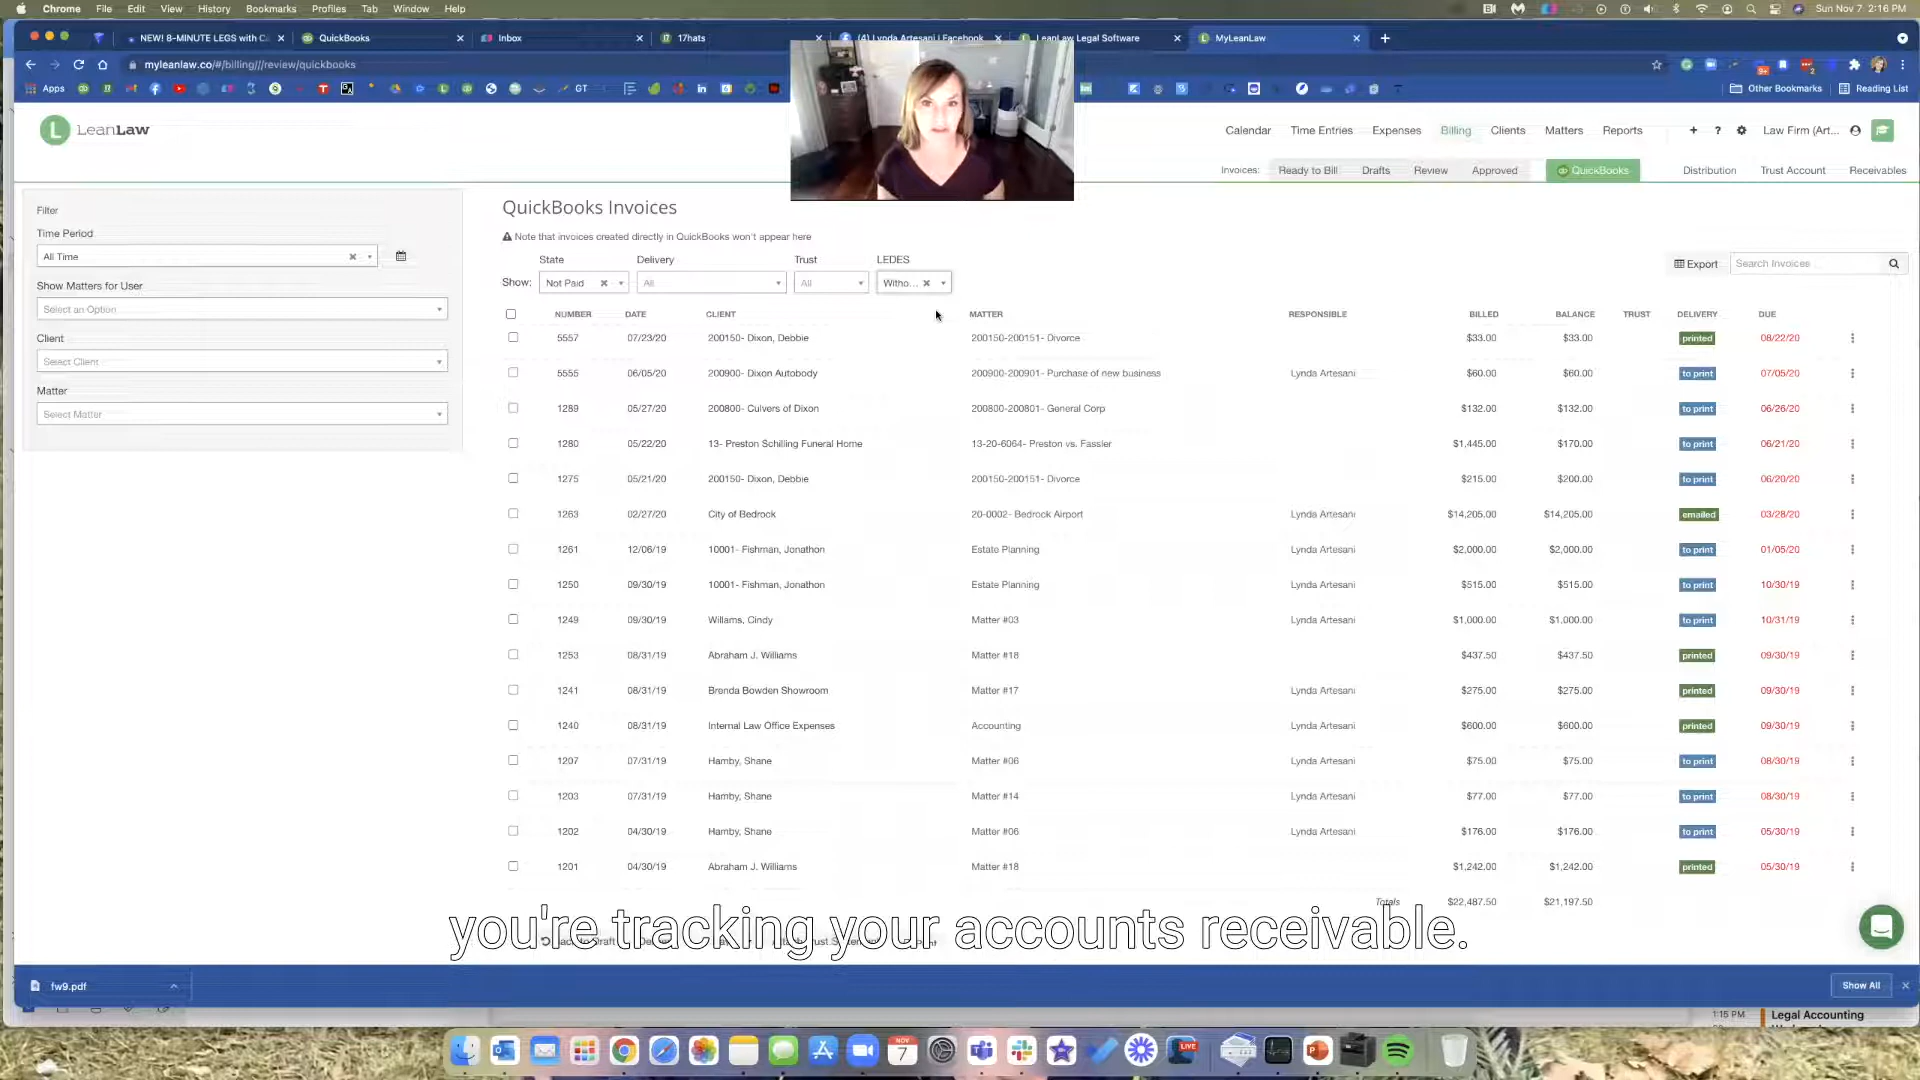 Chrome File Edit View History Bookmarks Profiles Tab Window Help Sun Nov 7 2:16 PM
NEW! 8-MINUTE LEGS with C QuickBooks Inbox 17hats (4) Lynda Artesani | Facebook LeanLaw Legal Software MyLeanLaw
myleanlaw.co/#/billing///review/quickbooks
Apps GT Other Bookmarks Reading List
LeanLaw Calendar Time Entries Expenses Billing Clients Matters Reports + ? Law Firm (Art...
Invoices: Ready to Bill Drafts Review Approved QuickBooks Distribution Trust Account Receivables
Filter
Time Period
All Time
Show Matters for User
Select an Option
Client
Select Client
Matter
Select Matter
QuickBooks Invoices
Note that invoices created directly in QuickBooks won't appear here
State Delivery Trust LEDES
Show: Not Paid All All Witho... Export Search Invoices
NUMBER DATE CLIENT MATTER RESPONSIBLE BILLED BALANCE TRUST DELIVERY DUE
5557 07/23/20 200150- Dixon, Debbie 200150-200151- Divorce $33.00 $33.00 printed 08/22/20
5555 06/05/20 200900- Dixon Autobody 200900-200901- Purchase of new business Lynda Artesani $60.00 $60.00 to print 07/05/20
1289 05/27/20 200800- Culvers of Dixon 200800-200801- General Corp $132.00 $132.00 to print 06/26/20
1280 05/22/20 13- Preston Schilling Funeral Home 13-20-6064- Preston vs. Fassler $1,445.00 $170.00 to print 06/21/20
1275 05/21/20 200150- Dixon, Debbie 200150-200151- Divorce $215.00 $200.00 to print 06/20/20
1263 02/27/20 City of Bedrock 20-0002- Bedrock Airport Lynda Artesani $14,205.00 $14,205.00 emailed 03/28/20
1261 12/06/19 10001- Fishman, Jonathon Estate Planning Lynda Artesani $2,000.00 $2,000.00 to print 01/05/20
1250 09/30/19 10001- Fishman, Jonathon Estate Planning Lynda Artesani $515.00 $515.00 to print 10/30/19
1249 09/30/19 Willams, Cindy Matter #03 Lynda Artesani $1,000.00 $1,000.00 to print 10/31/19
1253 08/31/19 Abraham J. Williams Matter #18 $437.50 $437.50 printed 09/30/19
1241 08/31/19 Brenda Bowden Showroom Matter #17 Lynda Artesani $275.00 $275.00 printed 09/30/19
1240 08/31/19 Internal Law Office Expenses Accounting Lynda Artesani $600.00 $600.00 printed 09/30/19
1207 07/31/19 Hamby, Shane Matter #06 Lynda Artesani $75.00 $75.00 to print 08/30/19
1203 07/31/19 Hamby, Shane Matter #14 Lynda Artesani $77.00 $77.00 to print 08/30/19
1202 04/30/19 Hamby, Shane Matter #06 Lynda Artesani $176.00 $176.00 to print 05/30/19
1201 04/30/19 Abraham J. Williams Matter #18 $1,242.00 $1,242.00 printed 05/30/19
Totals $22,487.50 $21,197.50
you're tracking your accounts receivable.
fw9.pdf Show All
1:15 PM Legal Accounting
NOV
7
LIVE